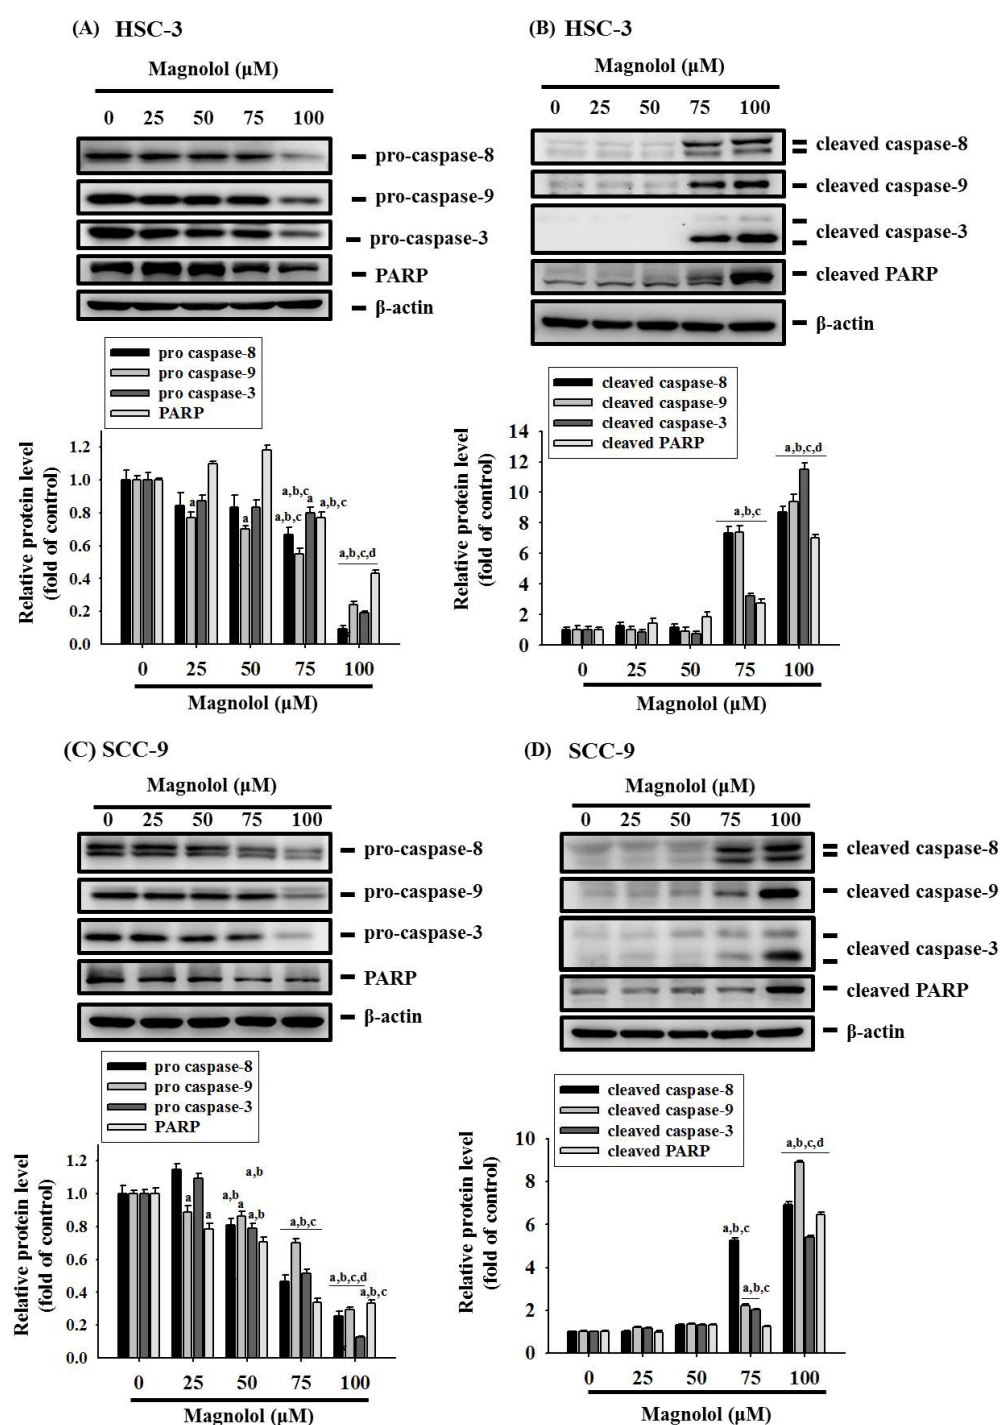 (A) HSC-3
Magnolol (μM)
0 25 50 75 100
pro-caspase-8
pro-caspase-9
pro-caspase-3
PARP
β-actin
pro caspase-8
pro caspase-9
pro caspase-3
PARP
Relative protein level
(fold of control)
1.2
1.0
0.8
0.6
0.4
0.2
0.0
a
a
a,b,c
a
a,b,c
a,b,c
a,b,c,d
0 25 50 75 100
Magnolol (μM)
(B) HSC-3
Magnolol (μM)
0 25 50 75 100
cleaved caspase-8
cleaved caspase-9
cleaved caspase-3
cleaved PARP
β-actin
cleaved caspase-8
cleaved caspase-9
cleaved caspase-3
cleaved PARP
Relative protein level
(fold of control)
14
12
10
8
6
4
2
0
a,b,c
a,b,c,d
0 25 50 75 100
Magnolol (μM)
(C) SCC-9
Magnolol (μM)
0 25 50 75 100
pro-caspase-8
pro-caspase-9
pro-caspase-3
PARP
β-actin
pro caspase-8
pro caspase-9
pro caspase-3
PARP
Relative protein level
(fold of control)
1.2
1.0
0.8
0.6
0.4
0.2
0.0
a
a
a,b
a,b
a
a,b
a,b,c
a,b,c,d
a,b,c
0 25 50 75 100
Magnolol (μM)
(D) SCC-9
Magnolol (μM)
0 25 50 75 100
cleaved caspase-8
cleaved caspase-9
cleaved caspase-3
cleaved PARP
β-actin
cleaved caspase-8
cleaved caspase-9
cleaved caspase-3
cleaved PARP
Relative protein level
(fold of control)
10
8
6
4
2
0
a,b,c
a,b,c
a,b,c,d
0 25 50 75 100
Magnolol (μM)